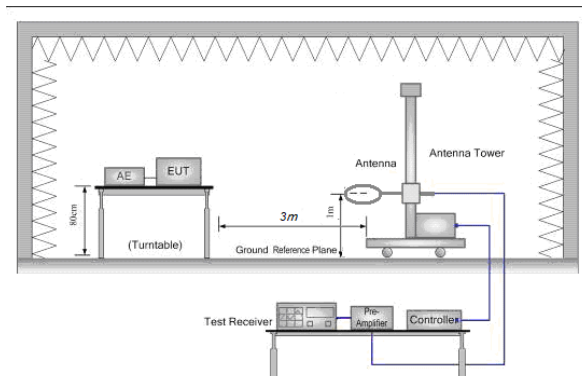 Antenna Tower
Antenna
EUT
AE
80cm
1m
3m
(Turntable)
Ground Reference Plane
Test Receiver
Pre-
Amplifier
Controller